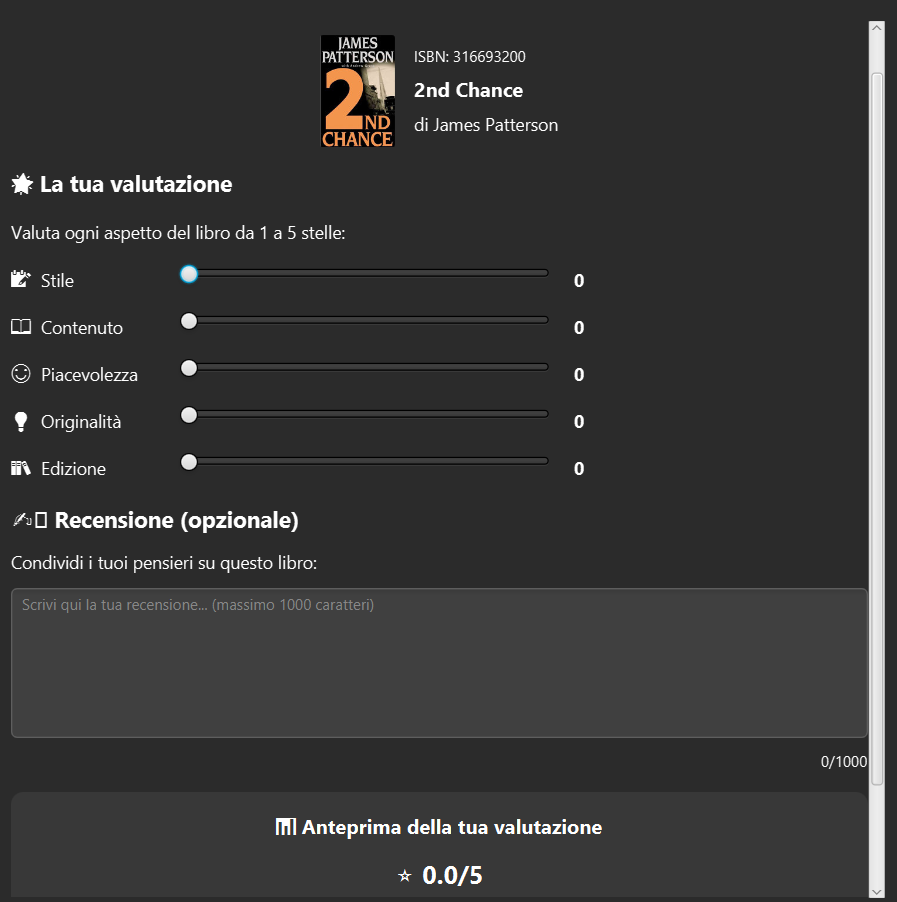 JAMES
PATTERSON
2ND
CHANCE
ISBN: 316693200
2nd Chance
di James Patterson
La tua valutazione
Valuta ogni aspetto del libro da 1 a 5 stelle:
Stile 0
Contenuto 0
Piacevolezza 0
Originalità 0
Edizione 0
Recensione (opzionale)
Condividi i tuoi pensieri su questo libro:
Scrivi qui la tua recensione... (massimo 1000 caratteri)
0/1000
Anteprima della tua valutazione
0.0/5